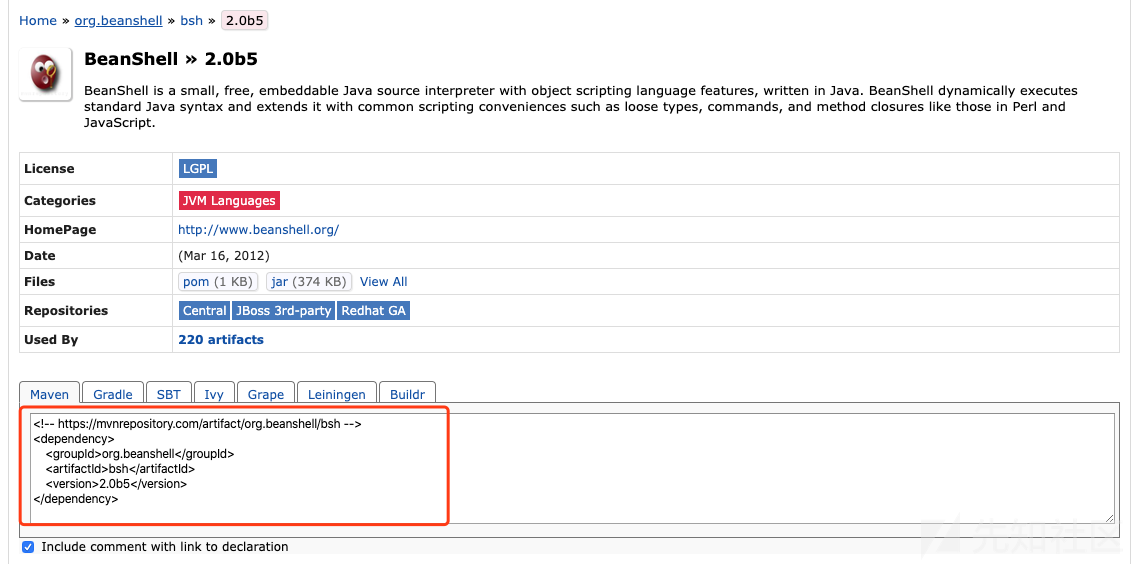 Home » org.beanshell » bsh » 2.0b5
BeanShell » 2.0b5
BeanShell is a small, free, embeddable Java source interpreter with object scripting language features, written in Java. BeanShell dynamically executes
standard Java syntax and extends it with common scripting conveniences such as loose types, commands, and method closures like those in Perl and
JavaScript.
License LGPL
Categories JVM Languages
HomePage http://www.beanshell.org/
Date (Mar 16, 2012)
Files pom (1 KB) jar (374 KB) View All
Repositories Central JBoss 3rd-party Redhat GA
Used By 220 artifacts
Maven Gradle SBT Ivy Grape Leiningen Buildr
<!-- https://mvnrepository.com/artifact/org.beanshell/bsh -->
<dependency>
    <groupId>org.beanshell</groupId>
    <artifactId>bsh</artifactId>
    <version>2.0b5</version>
</dependency>
Include comment with link to declaration
先知社区